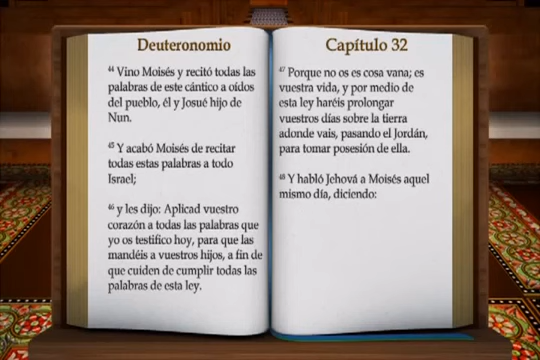 Deuteronomio
⁴⁴ Vino Moisés y recitó todas las
palabras de este cántico a oídos
del pueblo, él y Josué hijo de
Nun.
⁴⁵ Y acabó Moisés de recitar
todas estas palabras a todo
Israel;
⁴⁶ y les dijo: Aplicad vuestro
corazón a todas las palabras que
yo os testifico hoy, para que las
mandéis a vuestros hijos, a fin de
que cuiden de cumplir todas las
palabras de esta ley.
Capítulo 32
⁴⁷ Porque no os es cosa vana; es
vuestra vida, y por medio de
esta ley haréis prolongar
vuestros días sobre la tierra
adonde vais, pasando el Jordán,
para tomar posesión de ella.
⁴⁸ Y habló Jehová a Moisés aquel
mismo día, diciendo: